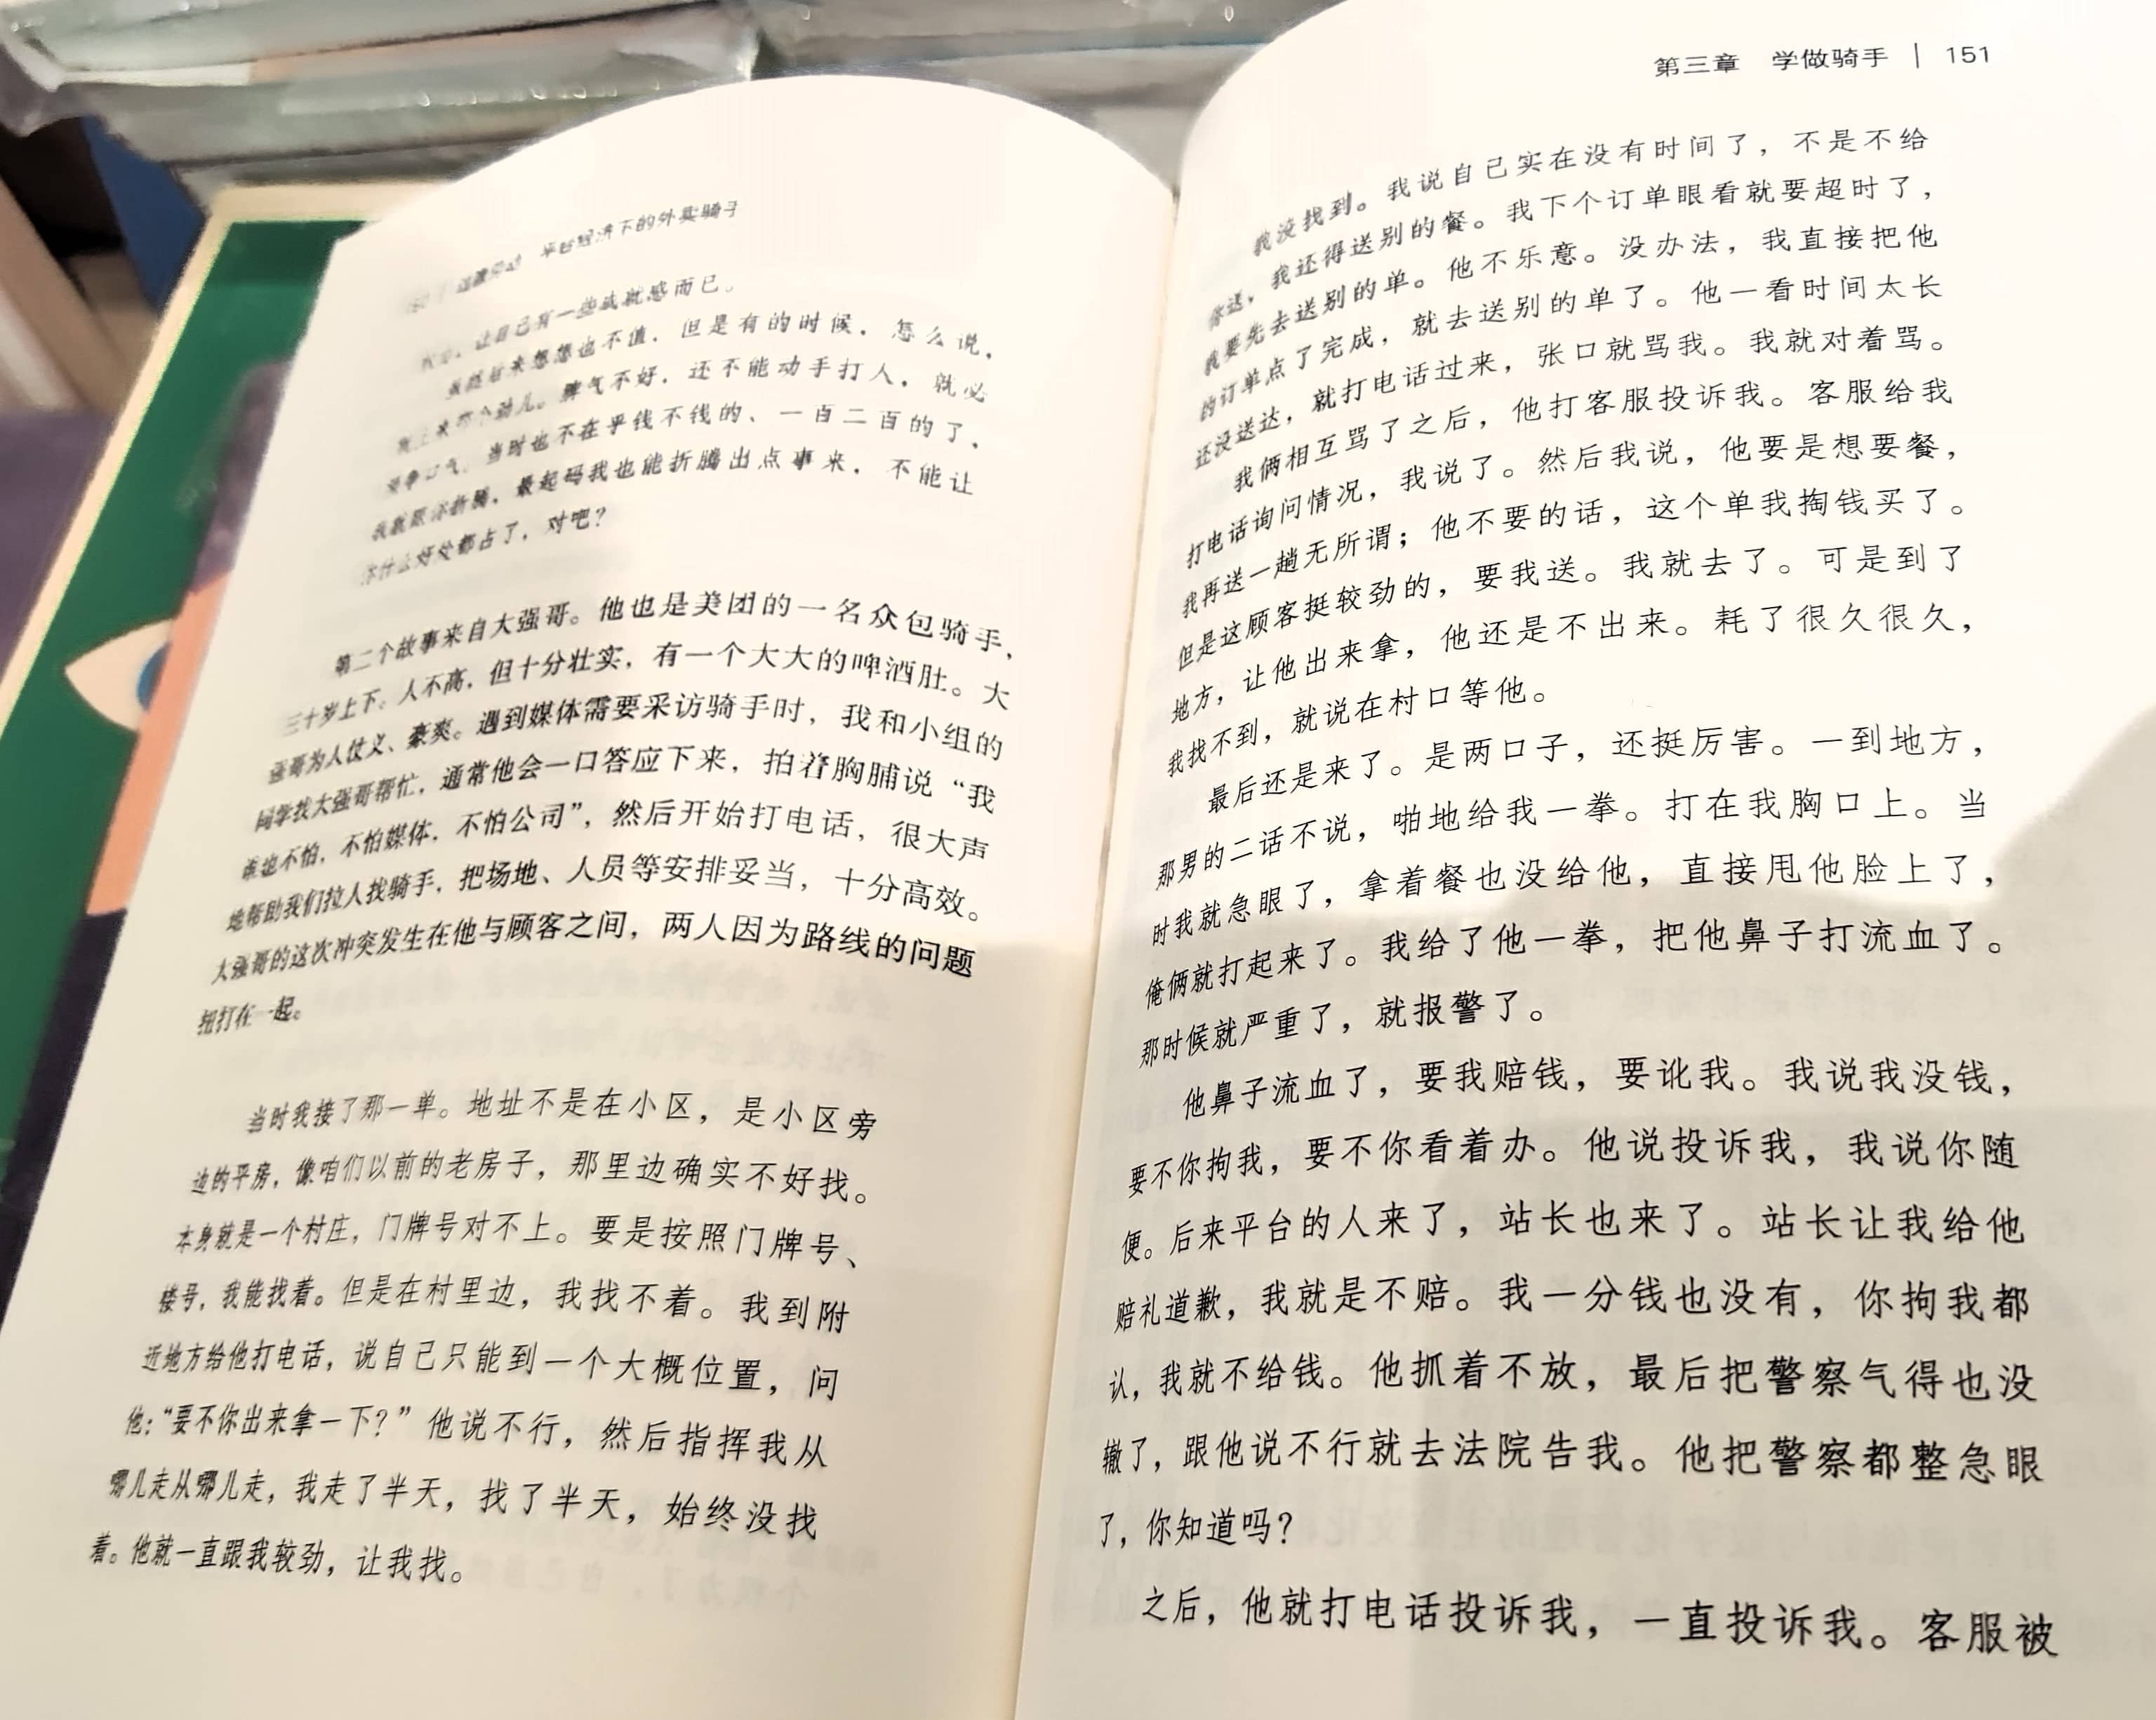 平台经济下的外卖骑手
让自己有一些成就感而已。
后来想想也不值，但是有的时候，怎么说，
脾气不好，还不能动手打人，就必
当时也不在乎钱不钱的、一百二百的了，
最起码我也能折腾出点事来，不能让
你什么好处都占了，对吧？
第二个故事来自大强哥。他也是美团的一名众包骑手，
三十岁上下。人不高，但十分壮实，有一个大大的啤酒肚。大
强哥为人仗义、豪爽。遇到媒体需要采访骑手时，我和小组的
同学找大强哥帮忙，通常他会一口答应下来，拍着胸脯说“我
谁也不怕，不怕媒体，不怕公司”，然后开始打电话，很大声
地帮助我们拉人找骑手，把场地、人员等安排妥当，十分高效。
大强哥的这次冲突发生在他与顾客之间，两人因为路线的问题
扭打在一起。
当时我接了那一单。地址不是在小区，是小区旁
边的平房，像咱们以前的老房子，那里边确实不好找。
本身就是一个村庄，门牌号对不上。要是按照门牌号、
楼号，我能找着。但是在村里边，我找不着。我到附
近地方给他打电话，说自己只能到一个大概位置，问
他：“要不你出来拿一下？”他说不行，然后指挥我从
哪儿走从哪儿走，我走了半天，找了半天，始终没找
着。他就一直跟我较劲，让我找。
第三章 学做骑手 | 151
我没找到。我说自己实在没有时间了，不是不给
你送，我还得送别的餐。我下个订单眼看就要超时了，
我要先去送别的单。他不乐意。没办法，我直接把他
的订单点了完成，就去送别的单了。他一看时间太长
还没送达，就打电话过来，张口就骂我。我就对着骂。
我俩相互骂了之后，他打客服投诉我。客服给我
打电话询问情况，我说了。然后我说，他要是想要餐，
我再送一趟无所谓；他不要的话，这个单我掏钱买了。
但是这顾客挺较劲的，要我送。我就去了。可是到了
地方，让他出来拿，他还是不出来。耗了很久很久，
我找不到，就说在村口等他。
最后还是来了。是两口子，还挺厉害。一到地方，
那男的二话不说，啪地给我一拳。打在我胸口上。当
时我就急眼了，拿着餐也没给他，直接甩他脸上了，
俺俩就打起来了。我给了他一拳，把他鼻子打流血了。
那时候就严重了，就报警了。
他鼻子流血了，要我赔钱，要讹我。我说我没钱，
要不你拘我，要不你看着办。他说投诉我，我说你随
便。后来平台的人来了，站长也来了。站长让我给他
赔礼道歉，我就是不赔。我一分钱也没有，你拘我都
认，我就不给钱。他抓着不放，最后把警察气得也没
辙了，跟他说不行就去法院告我。他把警察都整急眼
了，你知道吗？
之后，他就打电话投诉我，一直投诉我。客服被